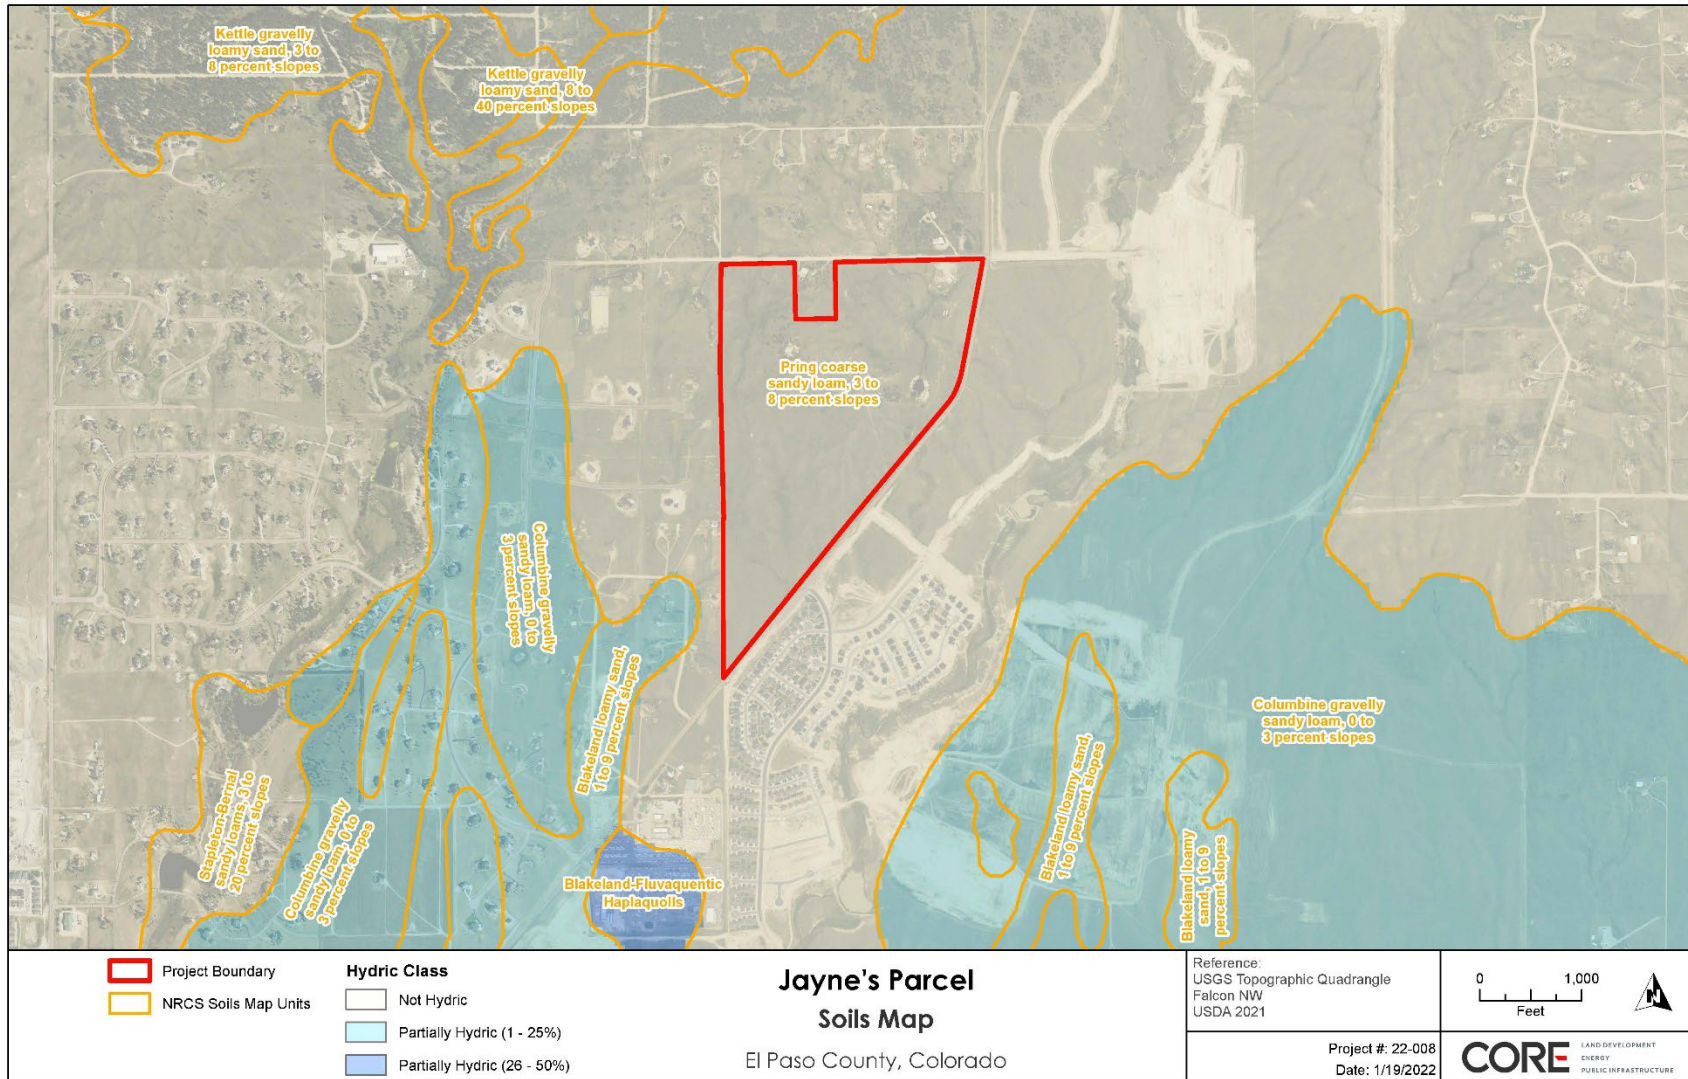 Kettle gravelly
loamy sand, 3 to
8 percent slopes
Kettle gravelly
loamy sand, 8 to
40 percent slopes
Pring coarse
sandy loam, 3 to
8 percent slopes
Columbine gravelly
sandy loam, 0 to
3 percent slopes
Blakeland loamy sand,
1 to 9 percent slopes
Stapleton-Bernal
sandy loams, 3 to
20 percent slopes
Columbine gravelly
sandy loam, 0 to
3 percent slopes
Blakeland-Fluvaquentic
Haplaquolls
Columbine gravelly
sandy loam, 0 to
3 percent slopes
Blakeland loamy sand,
1 to 9 percent slopes
Blakeland loamy
sand, 1 to 9
percent slopes
Project Boundary
NRCS Soils Map Units
Hydric Class
Not Hydric
Partially Hydric (1 - 25%)
Partially Hydric (26 - 50%)
Jayne's Parcel
Soils Map
El Paso County, Colorado
Reference:
USGS Topographic Quadrangle
Falcon NW
USDA 2021
Project #: 22-008
Date: 1/19/2022
0 1,000
Feet
N
CORE
LAND DEVELOPMENT
ENERGY
PUBLIC INFRASTRUCTURE